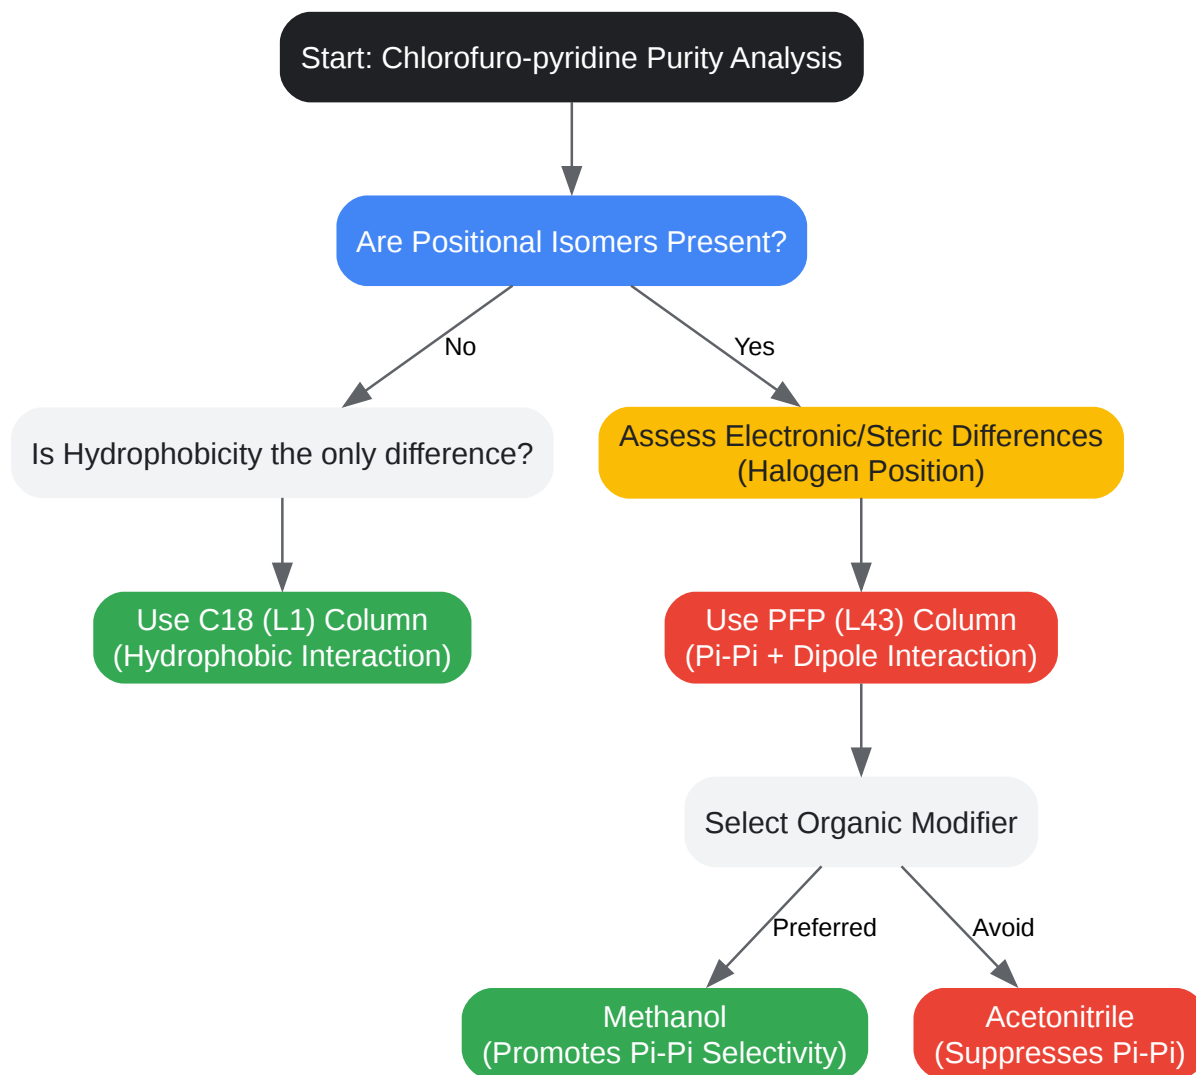 Start: Chlorofuro-pyridine Purity Analysis
Are Positional Isomers Present?
No
Yes
Is Hydrophobicity the only difference?
Assess Electronic/Steric Differences
(Halogen Position)
Use C18 (L1) Column
(Hydrophobic Interaction)
Use PFP (L43) Column
(Pi-Pi + Dipole Interaction)
Select Organic Modifier
Preferred
Avoid
Methanol
(Promotes Pi-Pi Selectivity)
Acetonitrile
(Suppresses Pi-Pi)